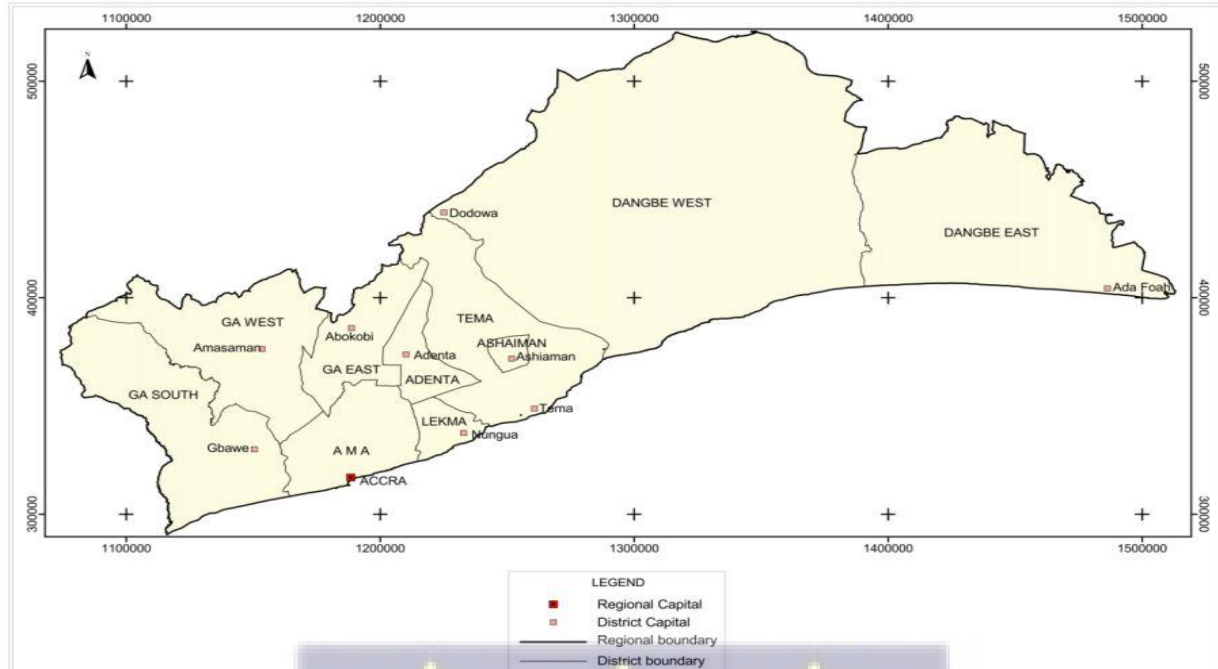 1100000 1200000 1300000 1400000 1500000
N
500000 500000
DANGBE WEST
Dodowa
DANGBE EAST
Ada Foah
400000 400000
GA WEST
TEMA
Abokobi
ASHAIMAN
Amasaman
Adenta
Ashiaman
GA EAST
ADENTA
GA SOUTH
Tema
LEKMA
Nungua
Gbawe
A M A
ACCRA
300000 300000
1100000 1200000 1300000 1400000 1500000
LEGEND
Regional Capital
District Capital
Regional boundary
District boundary